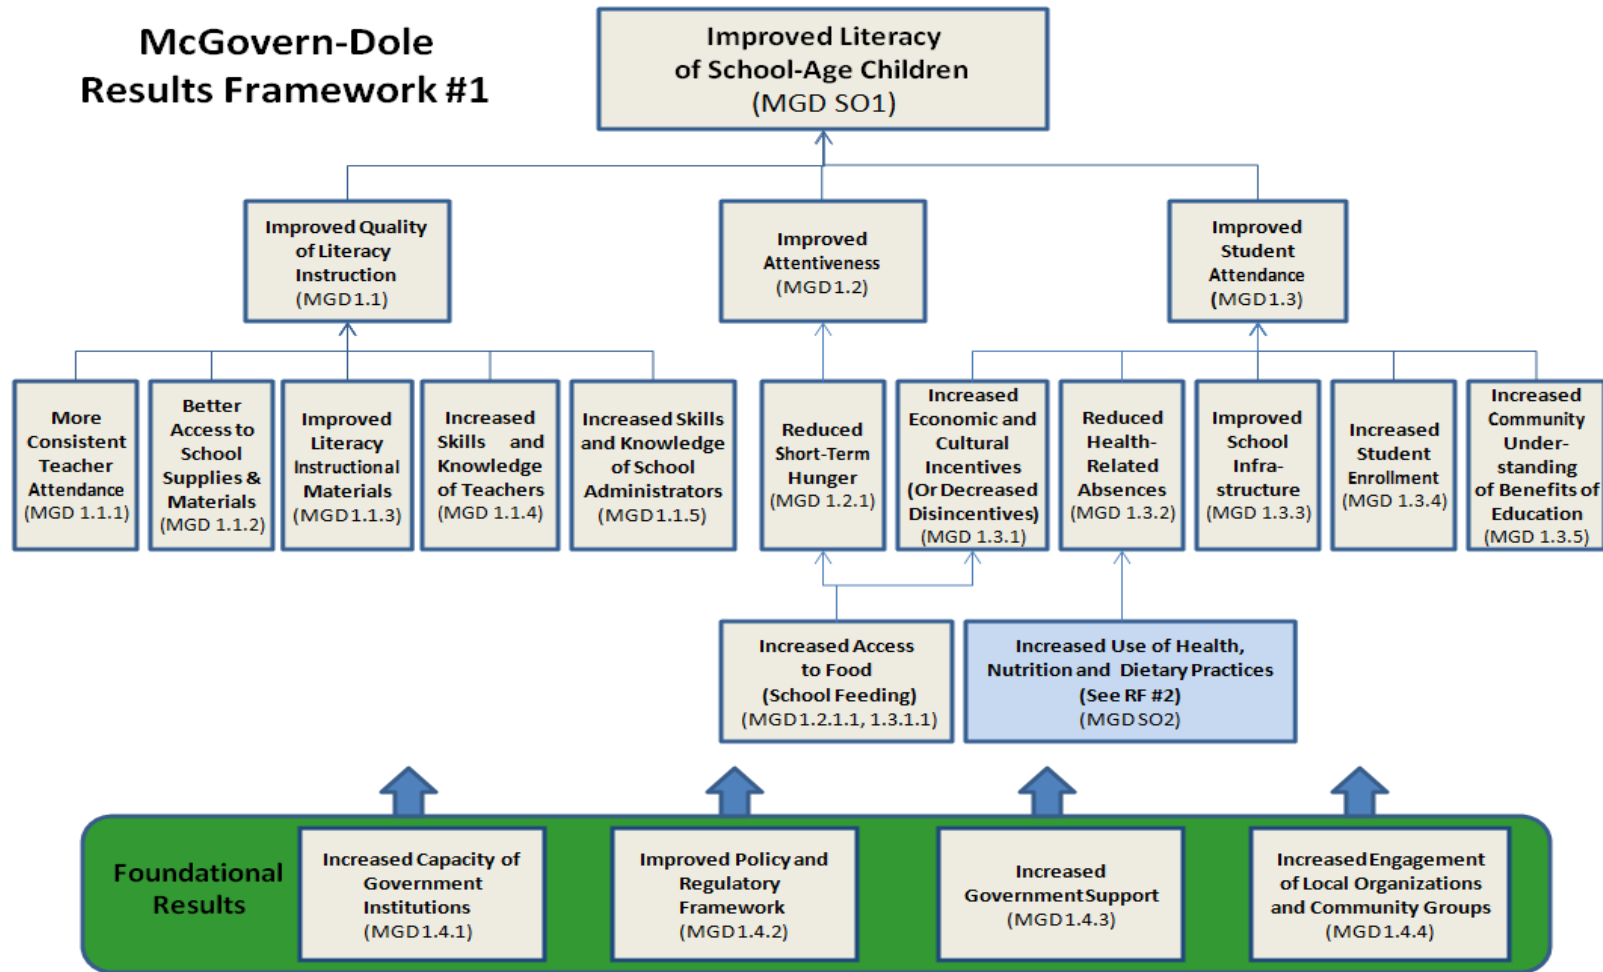 McGovern-Dole
Results Framework #1
Improved Literacy
of School-Age Children
(MGD SO1)
Improved Quality
of Literacy
Instruction
(MGD1.1)
Improved
Attentiveness
(MGD1.2)
Improved
Student
Attendance
(MGD1.3)
More
Consistent
Teacher
Attendance
(MGD 1.1.1)
Better
Access to
School
Supplies &
Materials
(MGD 1.1.2)
Improved
Literacy
Instructional
Materials
(MGD1.1.3)
Increased
Skills and
Knowledge
of Teachers
(MGD1.1.4)
Increased Skills
and Knowledge
of School
Administrators
(MGD1.1.5)
Reduced
Short-Term
Hunger
(MGD 1.2.1)
Increased
Economic and
Cultural
Incentives
(Or Decreased
Disincentives)
(MGD 1.3.1)
Reduced
Health-
Related
Absences
(MGD 1.3.2)
Improved
School
Infra-
structure
(MGD 1.3.3)
Increased
Student
Enrollment
(MGD 1.3.4)
Increased
Community
Under-
standing
of Benefits of
Education
(MGD 1.3.5)
Increased Access
to Food
(School Feeding)
(MGD1.2.1.1, 1.3.1.1)
Increased Use of Health,
Nutrition and Dietary Practices
(See RF #2)
(MGD SO2)
Foundational
Results
Increased Capacity of
Government
Institutions
(MGD1.4.1)
Improved Policy and
Regulatory
Framework
(MGD1.4.2)
Increased
Government Support
(MGD1.4.3)
Increased Engagement
of Local Organizations
and Community Groups
(MGD1.4.4)